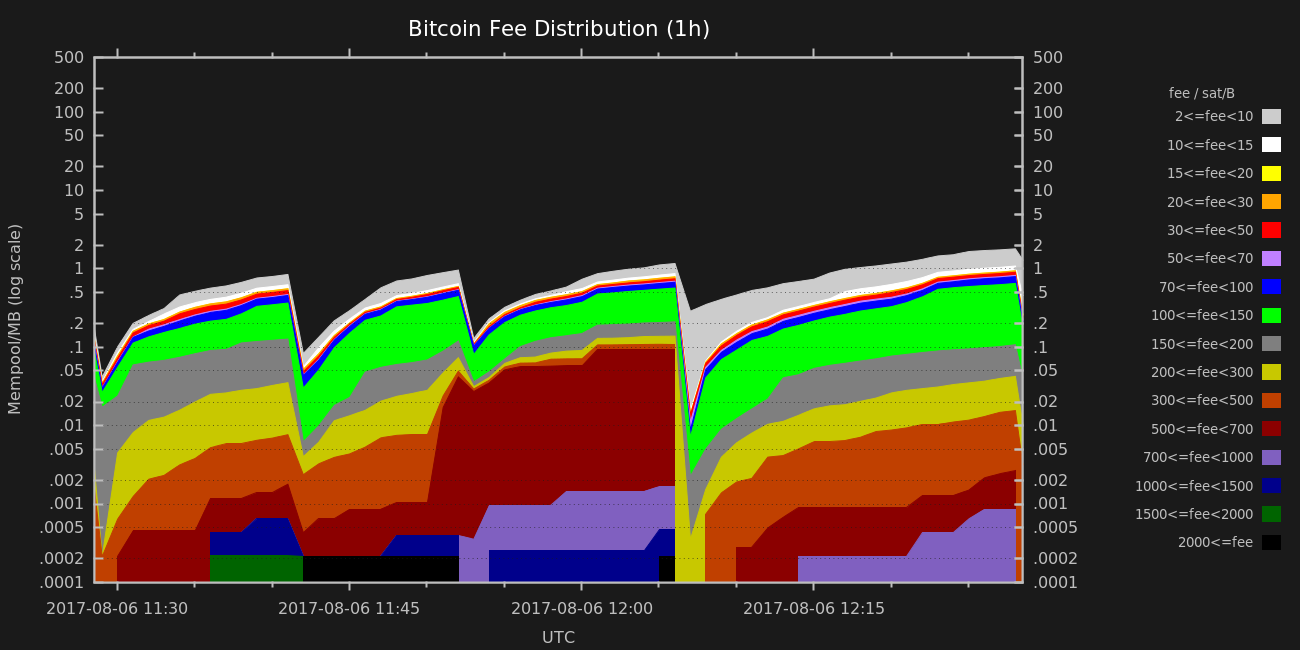 Bitcoin Fee Distribution (1h)
500 500
200 200
100 100
50 50
20 20
10 10
5 5
2 2
1 1
.5 .5
.2 .2
.1 .1
.05 .05
.02 .02
.01 .01
.005 .005
.002 .002
.001 .001
.0005 .0005
.0002 .0002
.0001 .0001
Mempool/MB (log scale)
2017-08-06 11:30 2017-08-06 11:45 2017-08-06 12:00 2017-08-06 12:15
UTC
fee / sat/B
2<=fee<10
10<=fee<15
15<=fee<20
20<=fee<30
30<=fee<50
50<=fee<70
70<=fee<100
100<=fee<150
150<=fee<200
200<=fee<300
300<=fee<500
500<=fee<700
700<=fee<1000
1000<=fee<1500
1500<=fee<2000
2000<=fee